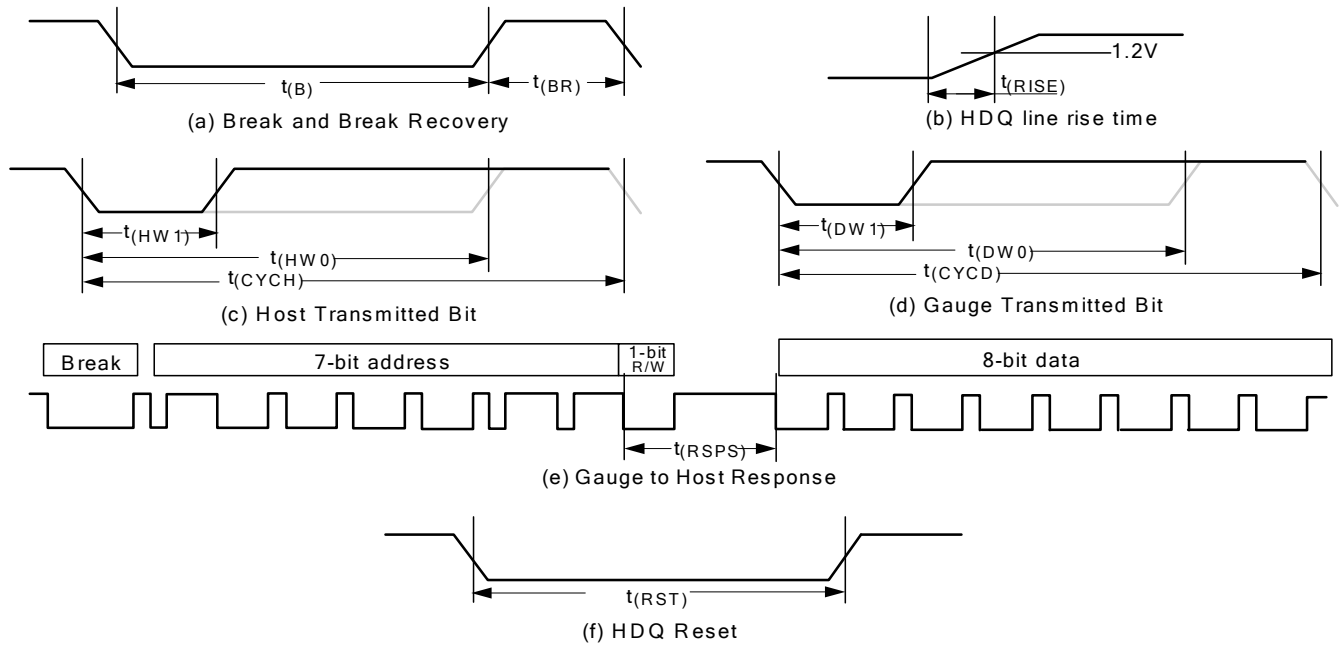 t(B)
t(BR)
(a) Break and Break Recovery
1.2V
t(RISE)
(b) HDQ line rise time
t(HW1)
t(HW0)
t(CYCH)
(c) Host Transmitted Bit
t(DW1)
t(DW0)
t(CYCD)
(d) Gauge Transmitted Bit
Break
7-bit address
1-bit
R/W
8-bit data
t(RSPS)
(e) Gauge to Host Response
t(RST)
(f) HDQ Reset